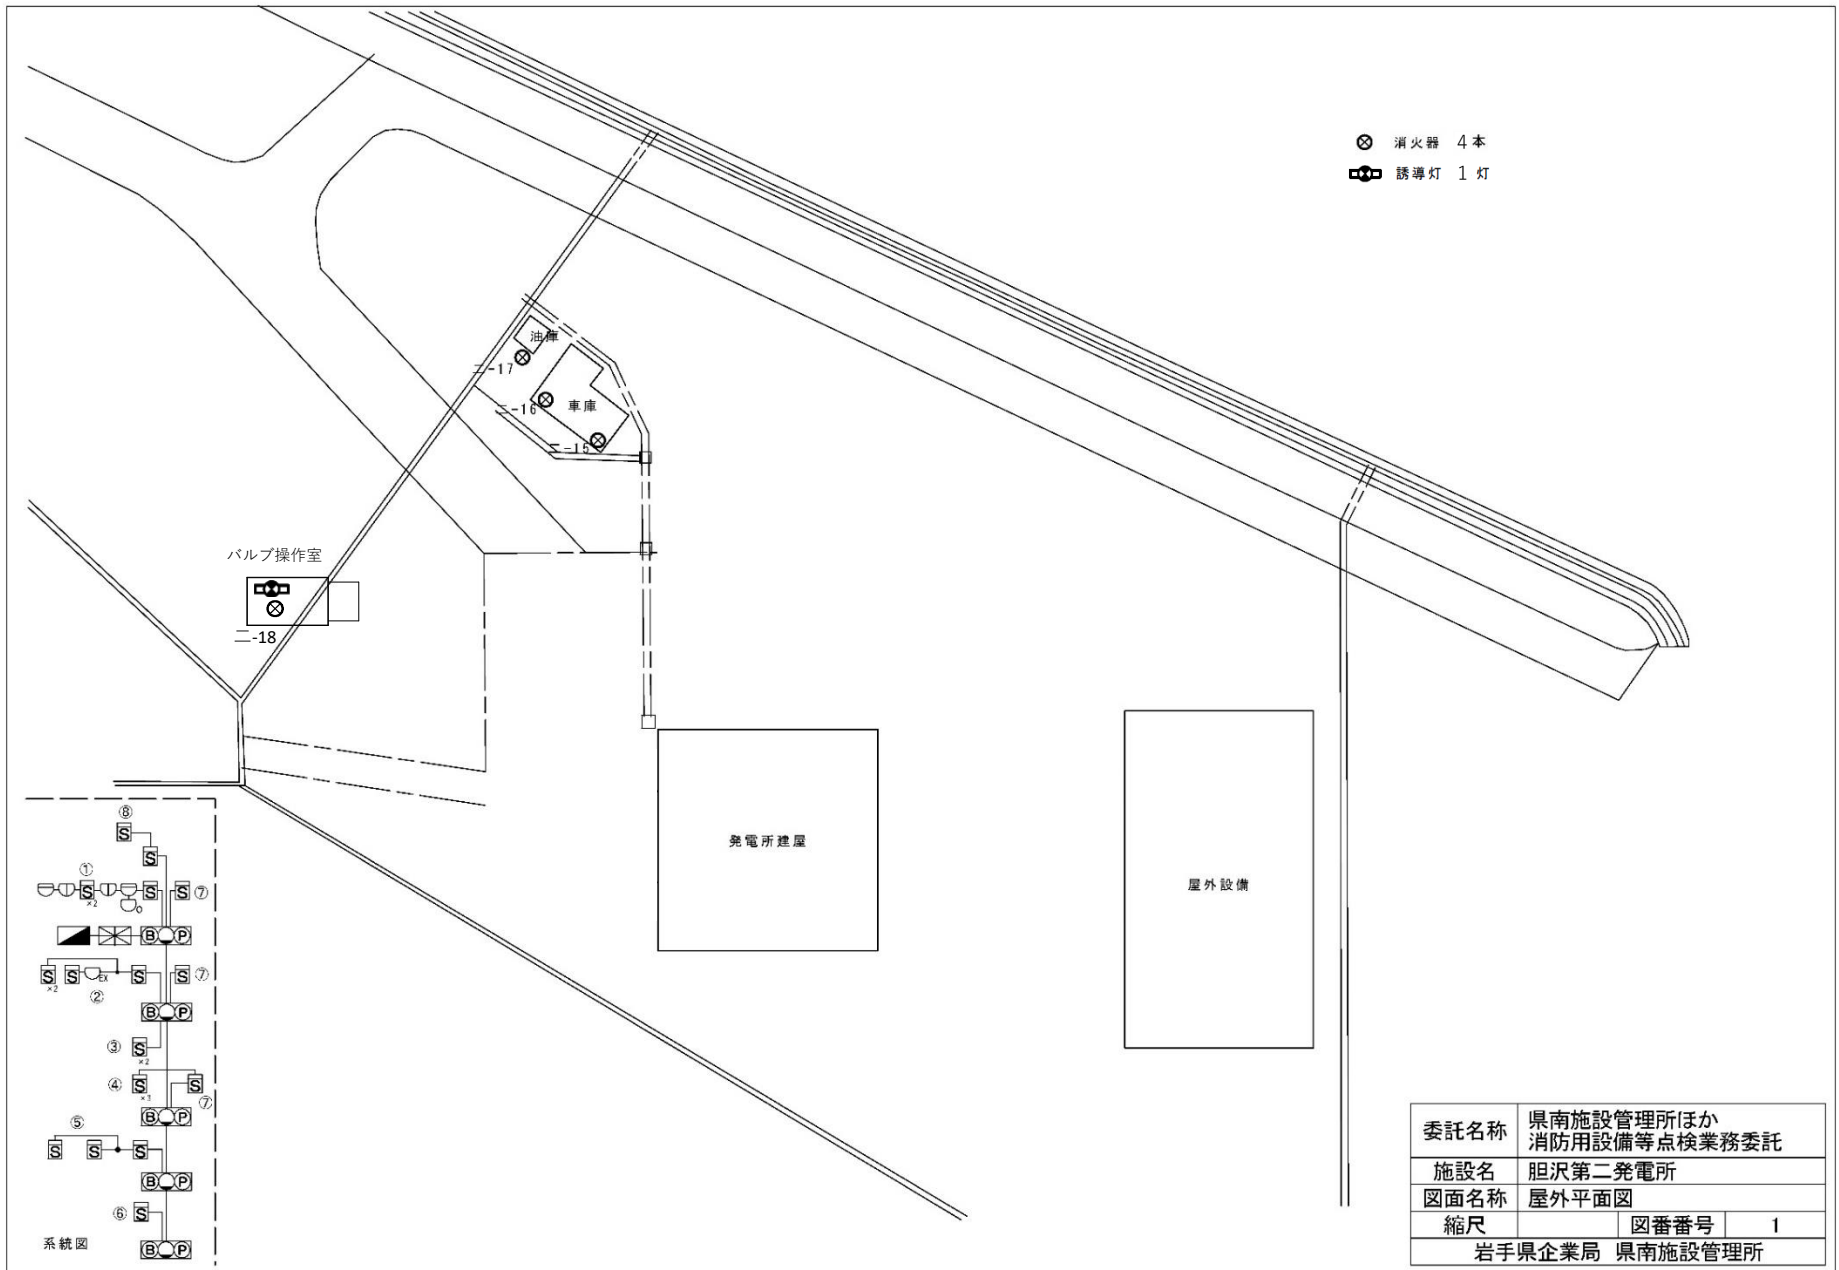 消火器 4本
誘導灯 1灯
油庫
二-17
二-16
車庫
二-15
バルブ操作室
二-18
発電所建屋
屋外設備
⑧
S
S
①
S
×2
S
S
⑦
B
P
S
×2
S
EX
S
S
⑦
②
B
P
③
S
×2
④
S
×3
S
⑦
B
P
⑤
S
S
S
B
P
⑥
S
系統図
B
P
委託名称 県南施設管理所ほか
消防用設備等点検業務委託
施設名 胆沢第二発電所
図面名称 屋外平面図
縮尺 図番番号 1
岩手県企業局 県南施設管理所